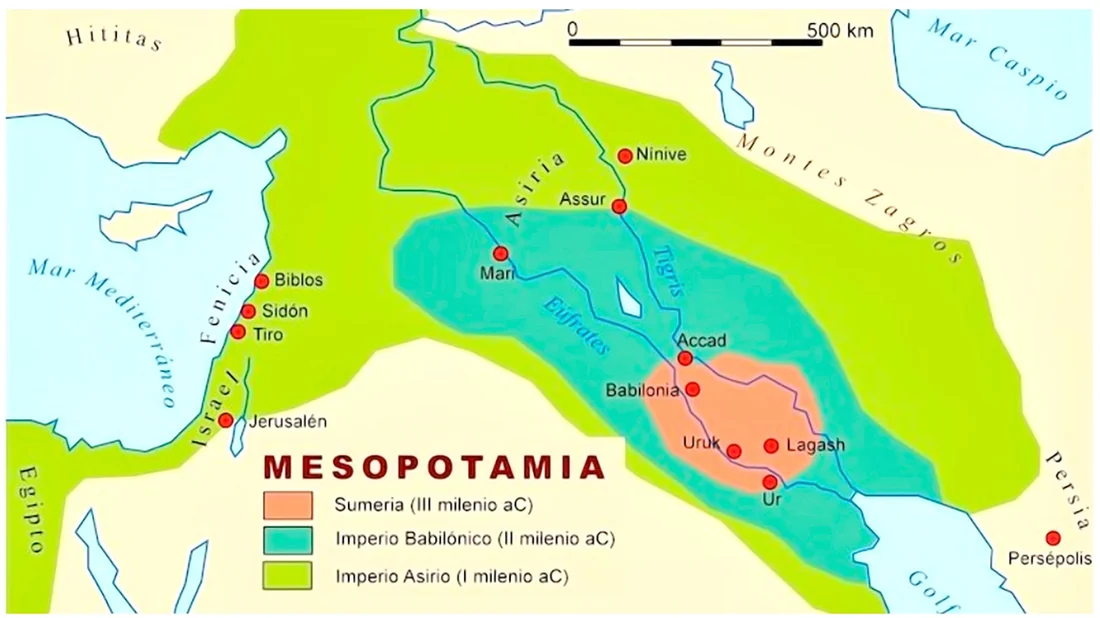 Hititas
0 500 km
Mar Caspio
Montes Zagros
Ninive
Asiria
Assur
Mari
Tigris
Eúfrates
Mar Mediterráneo
Fenicia
Biblos
Sidón
Tiro
Israel
Jerusalén
Accad
Babilonia
Uruk
Lagash
Ur
Egipto
Persia
Persépolis
Golf
MESOPOTAMIA
Sumeria (III milenio aC)
Imperio Babilónico (II milenio aC)
Imperio Asirio (I milenio aC)